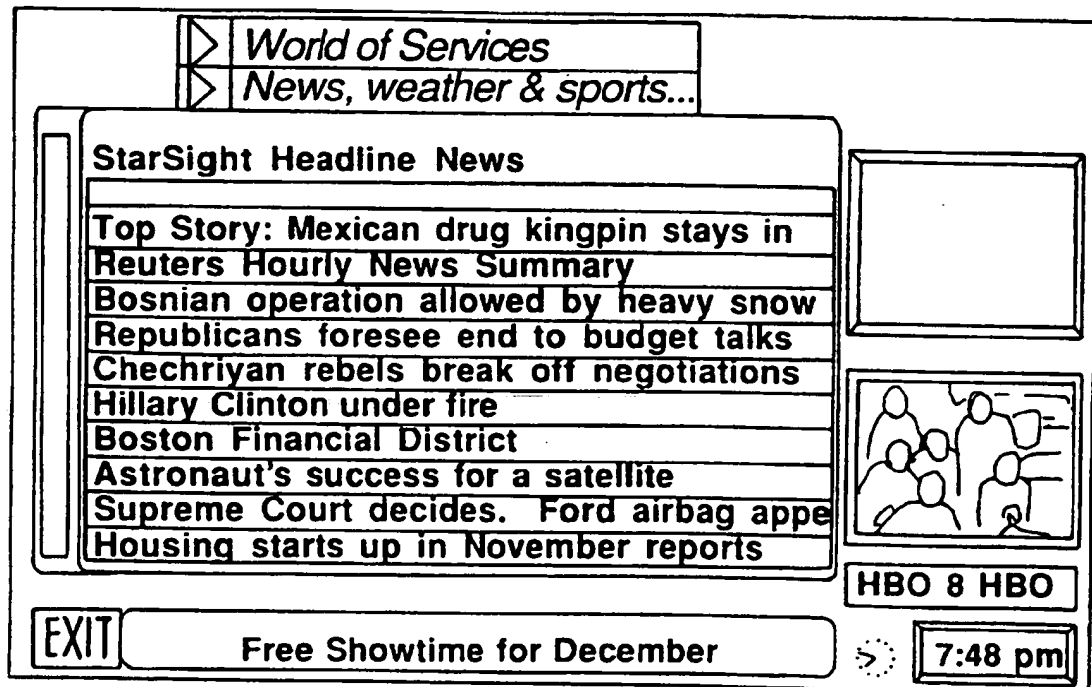 World of Services
News, weather & sports...
StarSight Headline News
Top Story: Mexican drug kingpin stays in
Reuters Hourly News Summary
Bosnian operation allowed by heavy snow
Republicans foresee end to budget talks
Chechriyan rebels break off negotiations
Hillary Clinton under fire
Boston Financial District
Astronaut's success for a satellite
Supreme Court decides. Ford airbag appe
Housing starts up in November reports
HBO 8 HBO
EXIT
Free Showtime for December
7:48 pm